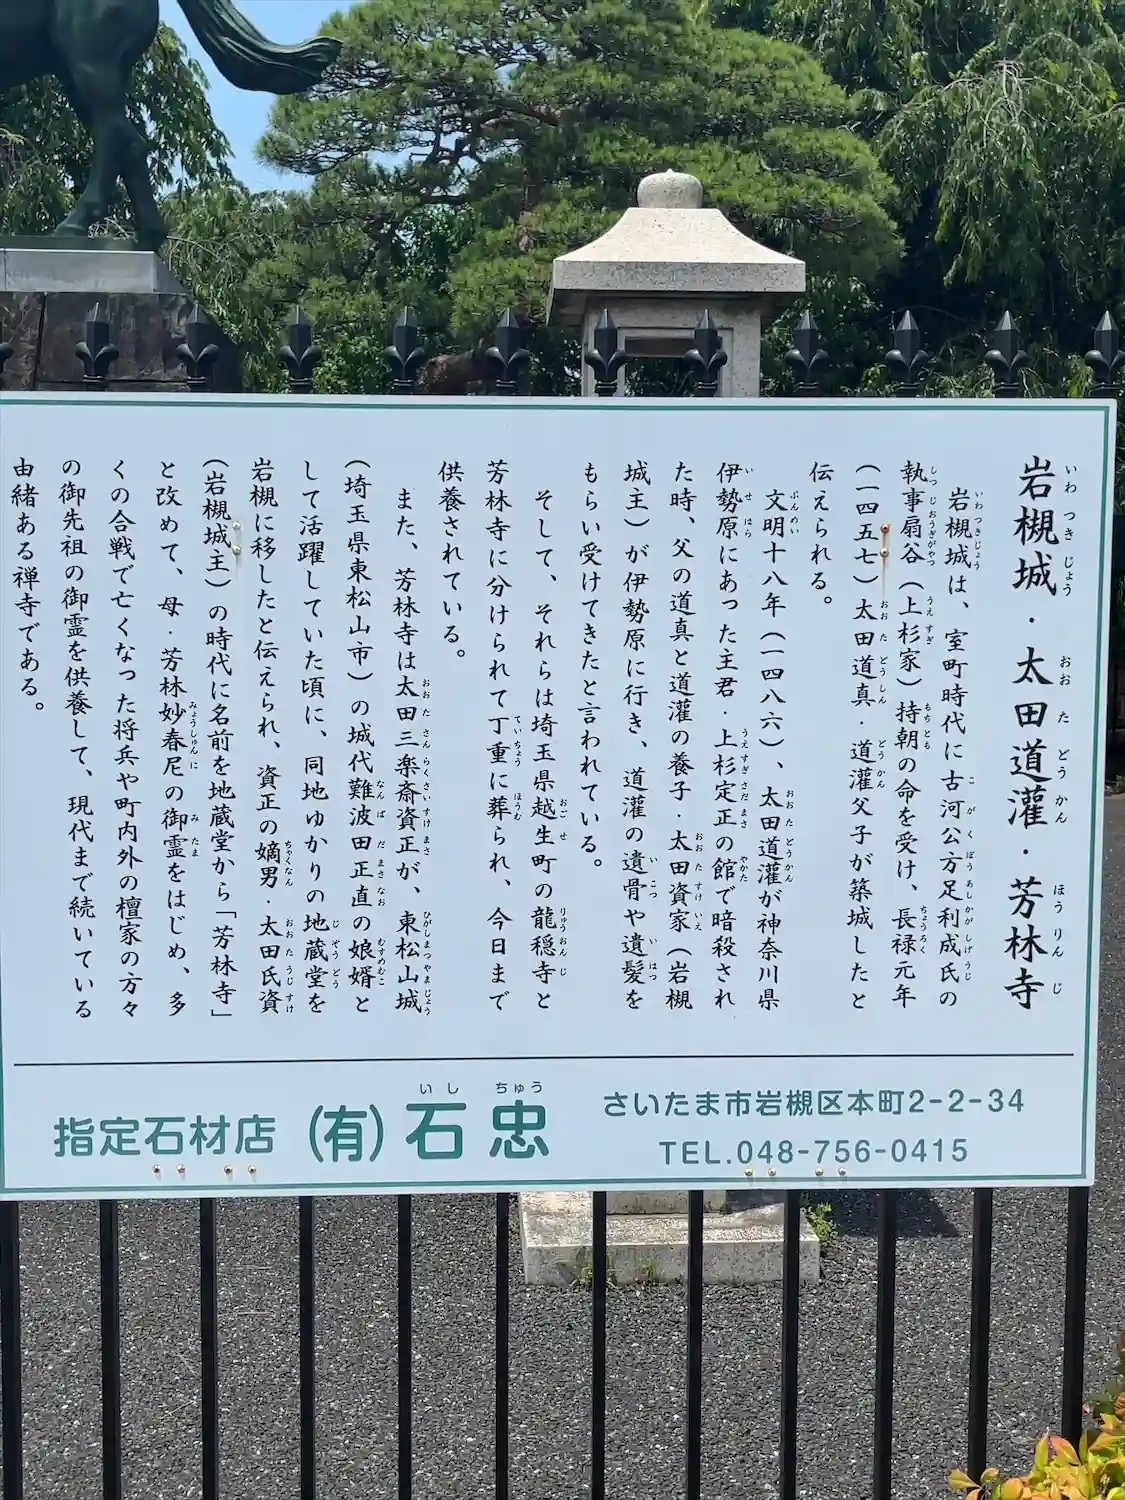 岩槻城・太田道灌・芳林寺
岩槻城は、室町時代に古河公方足利成氏の
執事扇谷（上杉家）持朝の命を受け、長禄元年
（一四五七）太田道真・道灌父子が築城したと
伝えられる。
文明十八年（一四八六）、太田道灌が神奈川県
伊勢原にあった主君・上杉定正の館で暗殺され
た時、父の道真と道灌の養子・太田資家（岩槻
城主）が伊勢原に行き、道灌の遺骨や遺髪を
もらい受けてきたと言われている。
そして、それらは埼玉県越生町の龍穏寺と
芳林寺に分けられて丁重に葬られ、今日まで
供養されている。
また、芳林寺は太田三楽斎資正が、東松山城
（埼玉県東松山市）の城代難波田正直の娘婿と
して活躍していた頃に、同地ゆかりの地蔵堂を
岩槻に移したと伝えられ、資正の嫡男・太田氏資
（岩槻城主）の時代に名前を地蔵堂から「芳林寺」
と改めて、母・芳林妙春尼の御霊をはじめ、多
くの合戦で亡くなった将兵や町内外の檀家の方々
の御先祖の御霊を供養して、現代まで続いている
由緒ある禅寺である。
指定石材店 (有)石忠
さいたま市岩槻区本町2-2-34
TEL.048-756-0415